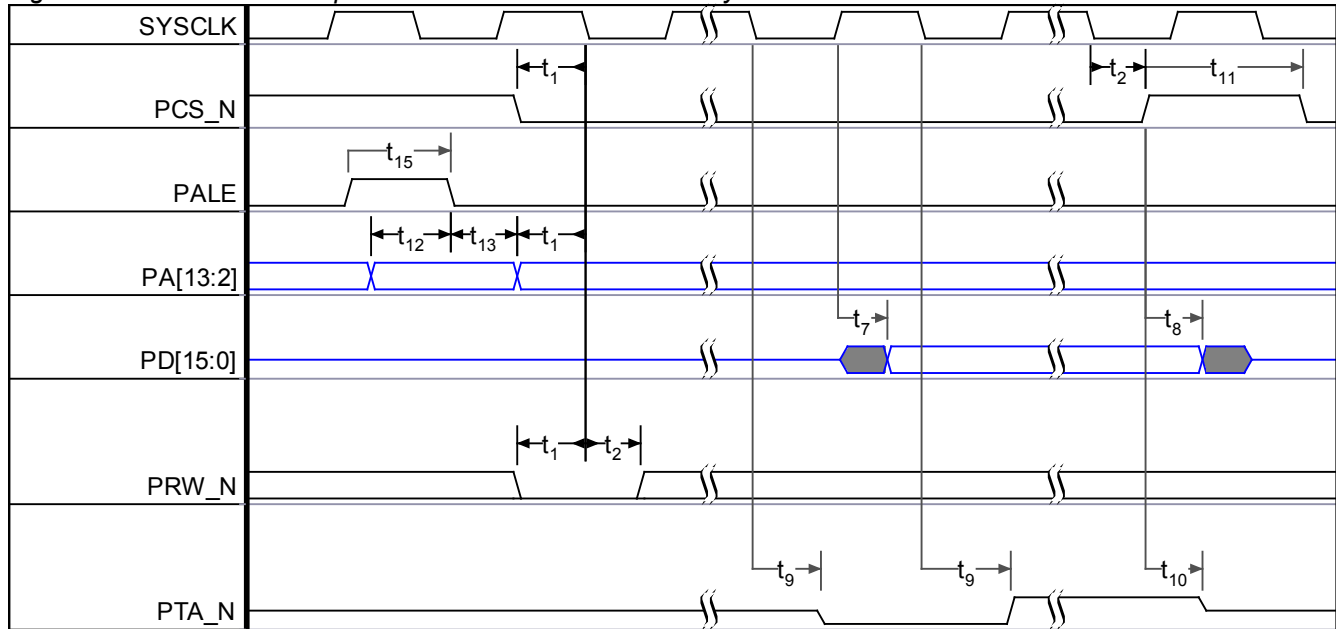 SYSCLK
t1 t2 t11
PCS_N
t15
PALE
t12 t13 t1
PA[13:2]
t7 t8
PD[15:0]
t1 t2
PRW_N
t9 t9 t10
PTA_N